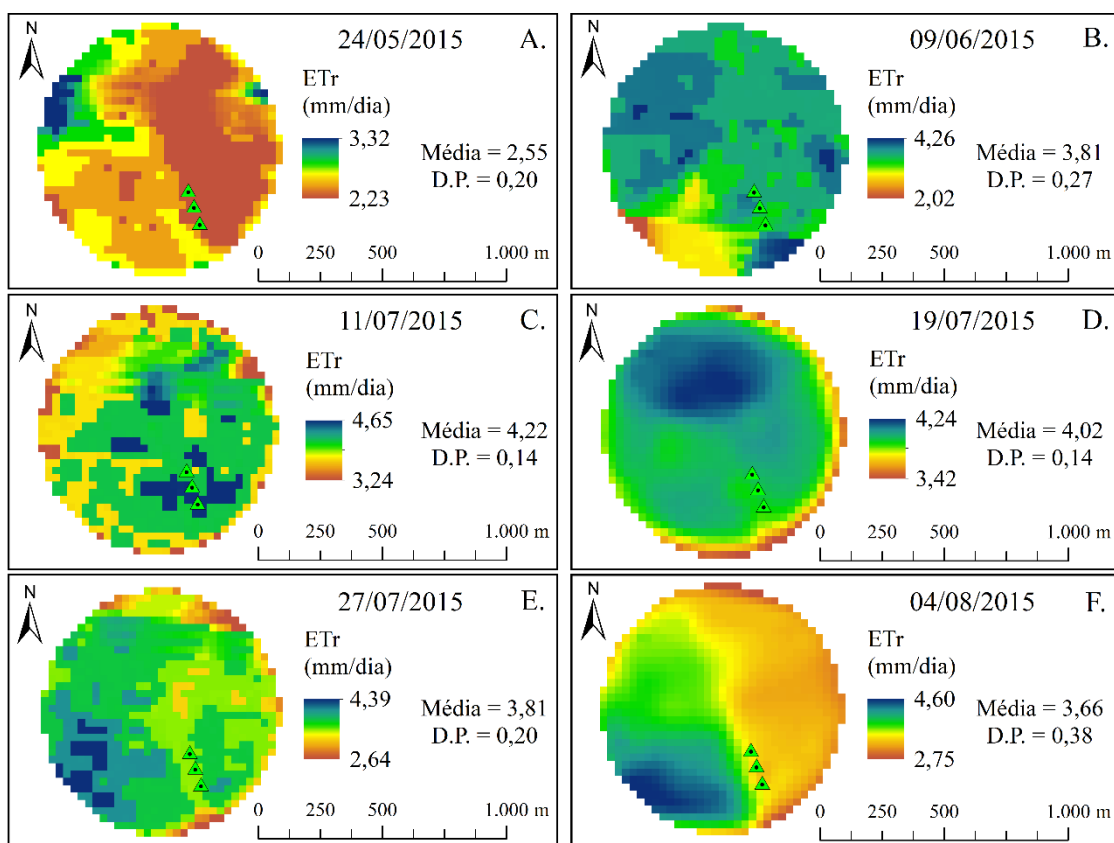 N
24/05/2015
A.
ETr
(mm/dia)
3,32
2,23
Média = 2,55
D.P. = 0,20
0 250 500 1.000 m
N
09/06/2015
B.
ETr
(mm/dia)
4,26
2,02
Média = 3,81
D.P. = 0,27
0 250 500 1.000 m
N
11/07/2015
C.
ETr
(mm/dia)
4,65
3,24
Média = 4,22
D.P. = 0,14
0 250 500 1.000 m
N
19/07/2015
D.
ETr
(mm/dia)
4,24
3,42
Média = 4,02
D.P. = 0,14
0 250 500 1.000 m
N
27/07/2015
E.
ETr
(mm/dia)
4,39
2,64
Média = 3,81
D.P. = 0,20
0 250 500 1.000 m
N
04/08/2015
F.
ETr
(mm/dia)
4,60
2,75
Média = 3,66
D.P. = 0,38
0 250 500 1.000 m